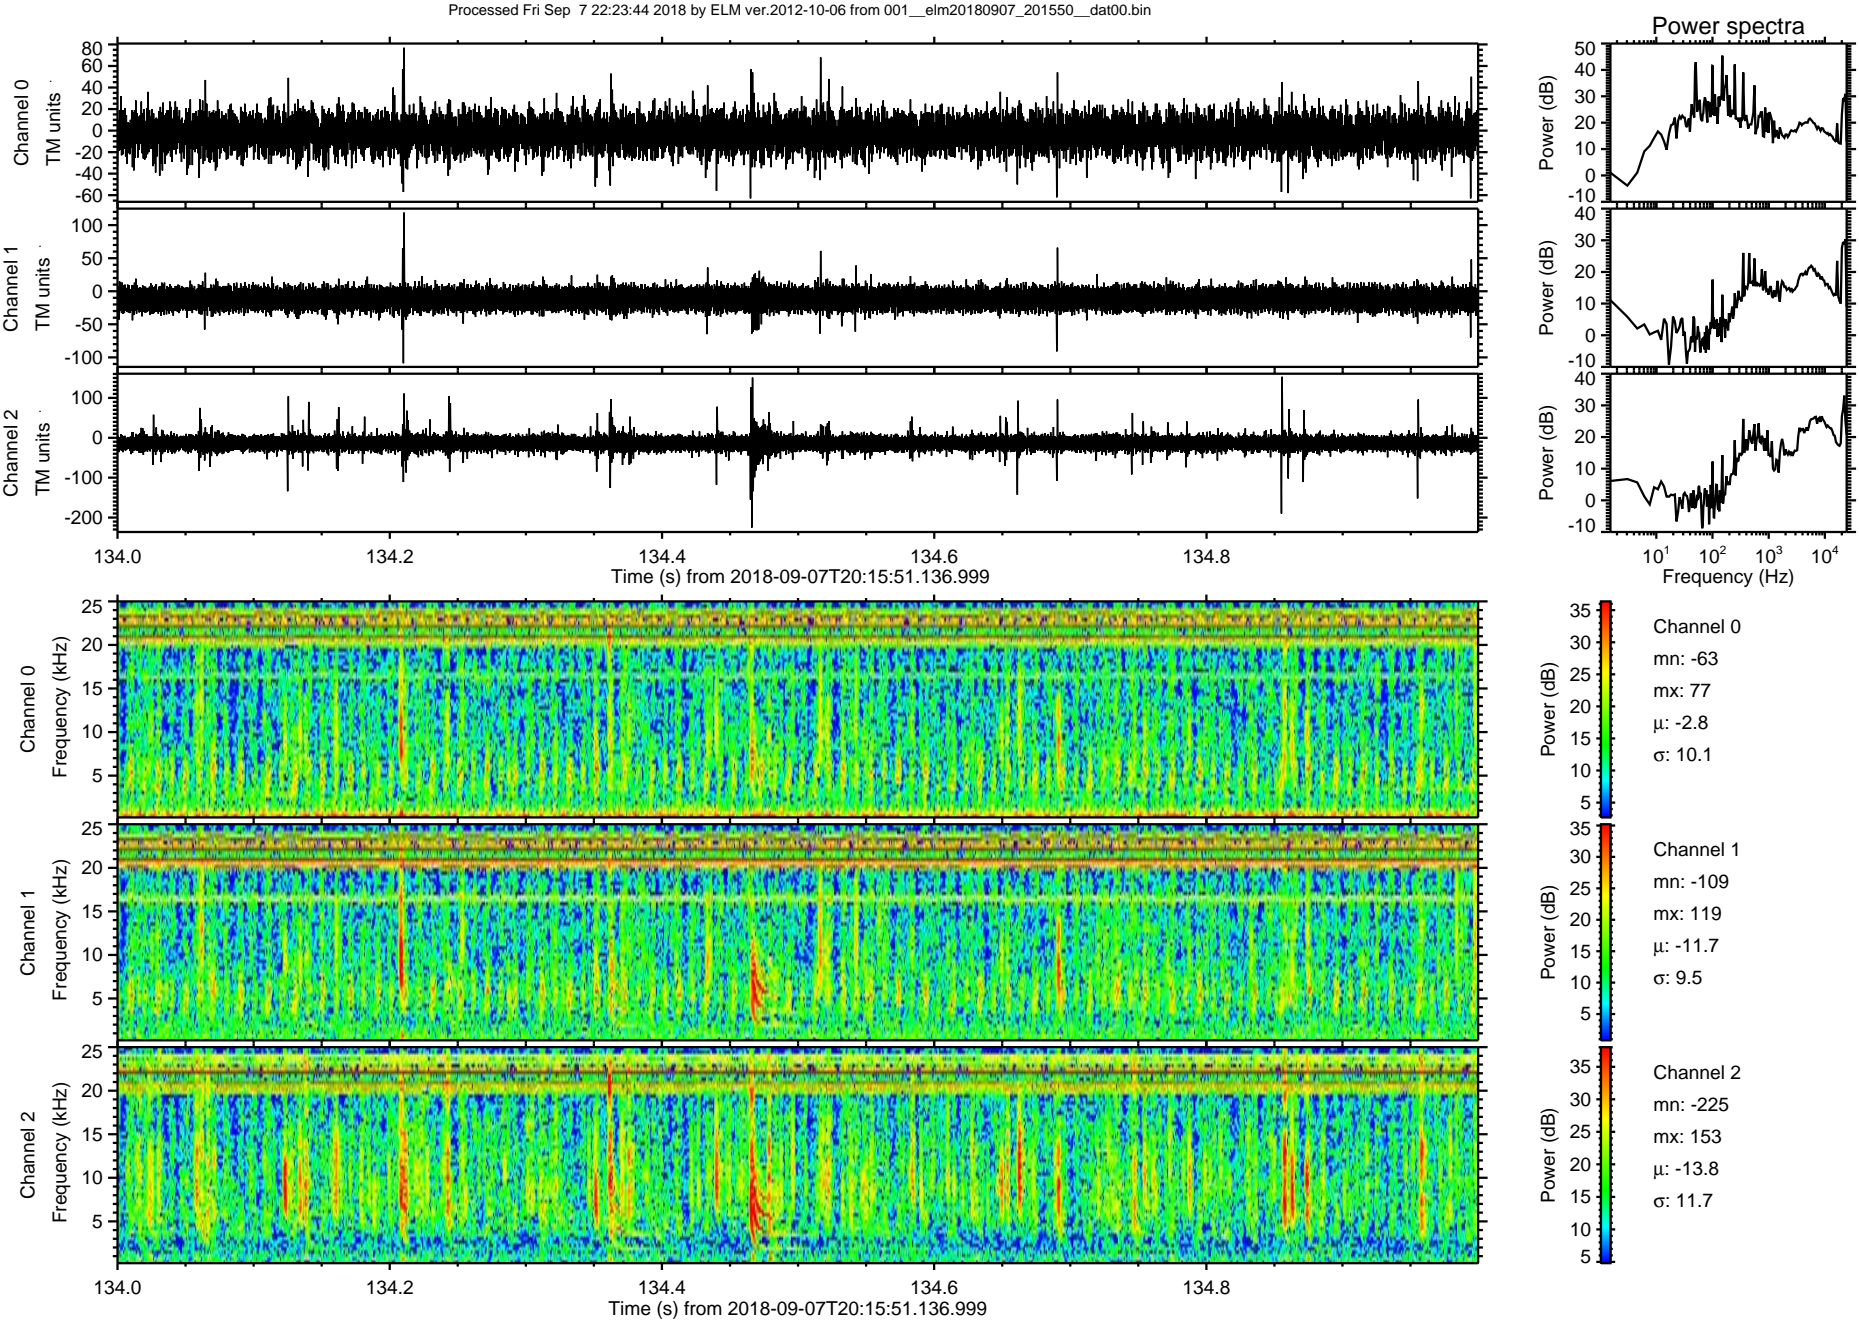 Processed Fri Sep  7 22:23:44 2018 by ELM ver.2012-10-06 from 001__elm20180907_201550__dat00.bin
Power spectra
Channel 0
TM units
80
60
40
20
0
-20
-40
-60
Power (dB)
50
40
30
20
10
0
-10
Channel 1
TM units
100
50
0
-50
-100
Power (dB)
40
30
20
10
0
-10
Channel 2
TM units
100
0
-100
-200
Power (dB)
40
30
20
10
0
-10
134.0 134.2 134.4 134.6 134.8
Time (s) from 2018-09-07T20:15:51.136.999
10^1 10^2 10^3 10^4
Frequency (Hz)
Channel 0
Frequency (kHz)
25
20
15
10
5
Power (dB)
35
30
25
20
15
10
5
Channel 0
mn: -63
mx: 77
μ: -2.8
σ: 10.1
Channel 1
Frequency (kHz)
25
20
15
10
5
Power (dB)
35
30
25
20
15
10
5
Channel 1
mn: -109
mx: 119
μ: -11.7
σ: 9.5
Channel 2
Frequency (kHz)
25
20
15
10
5
Power (dB)
35
30
25
20
15
10
5
Channel 2
mn: -225
mx: 153
μ: -13.8
σ: 11.7
134.0 134.2 134.4 134.6 134.8
Time (s) from 2018-09-07T20:15:51.136.999